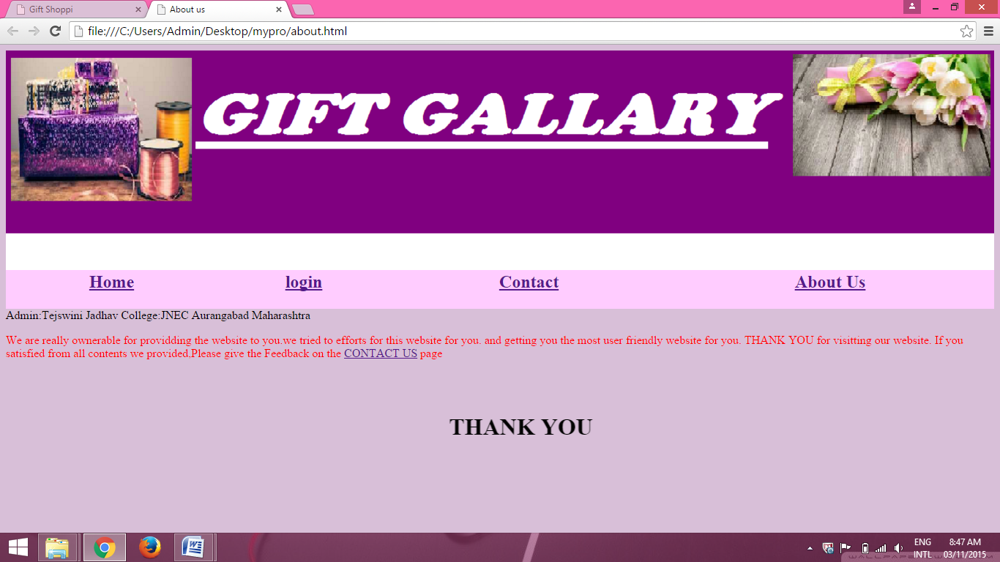 Gift Shoppi
About us
file:///C:/Users/Admin/Desktop/mypro/about.html
GIFT GALLARY
Home login Contact About Us
Admin:Tejswini Jadhav College:JNEC Aurangabad Maharashtra
We are really ownerable for providding the website to you.we tried to efforts for this website for you. and getting you the most user friendly website for you. THANK YOU for visitting our website. If you
satisfied from all contents we provided,Please give the Feedback on the CONTACT US page
THANK YOU
ENG 8:47 AM
INTL 03/11/2015